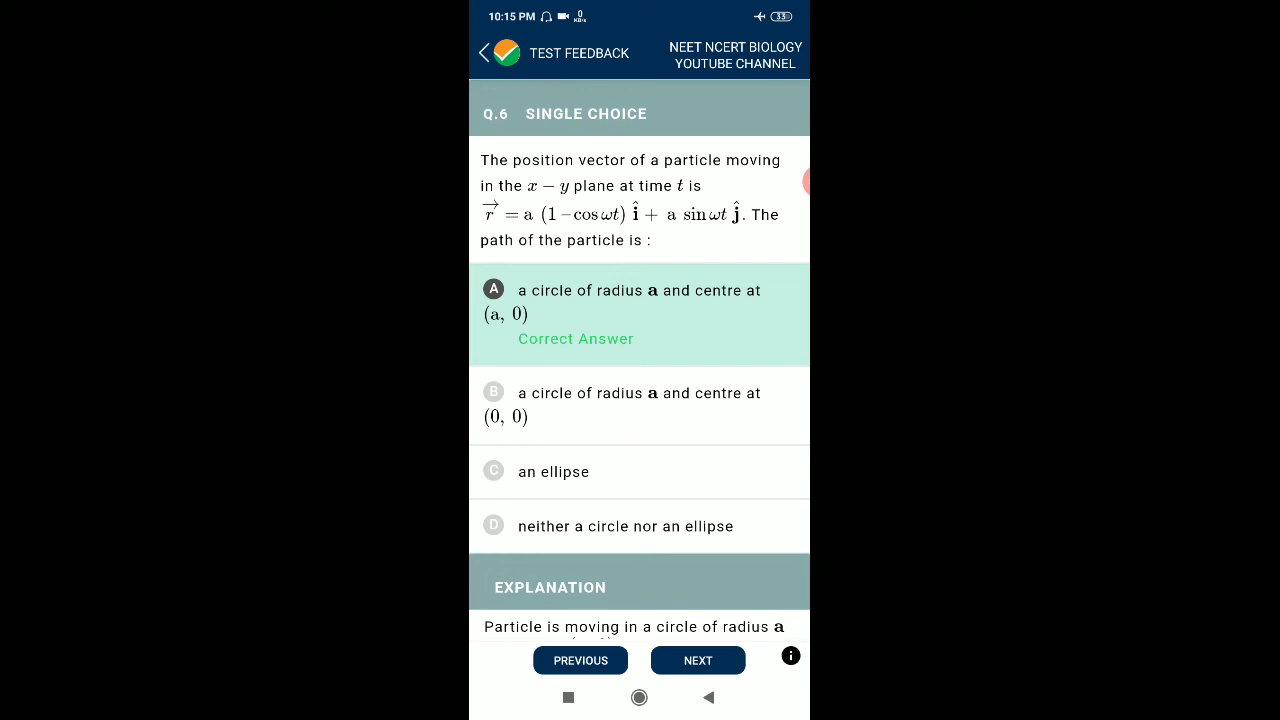 10:15 PM 0 KB/s 33
TEST FEEDBACK
NEET NCERT BIOLOGY
YOUTUBE CHANNEL
Q.6 SINGLE CHOICE
The position vector of a particle moving
in the x – y plane at time t is
r⃗ = a (1 – cos ωt) î + a sin ωt ĵ. The
path of the particle is :
A a circle of radius a and centre at
(a, 0)
Correct Answer
B a circle of radius a and centre at
(0, 0)
C an ellipse
D neither a circle nor an ellipse
EXPLANATION
Particle is moving in a circle of radius a
PREVIOUS NEXT i